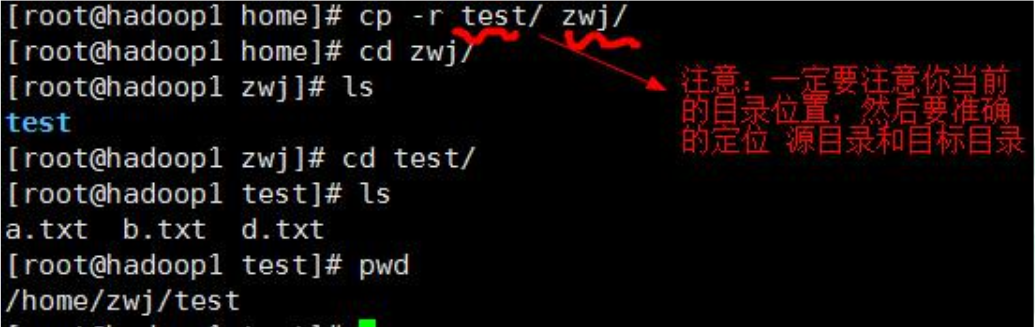 [root@hadoop1 home]# cp -r test/ zwj/
[root@hadoop1 home]# cd zwj/
[root@hadoop1 zwj]# ls
test
[root@hadoop1 zwj]# cd test/
[root@hadoop1 test]# ls
a.txt  b.txt  d.txt
[root@hadoop1 test]# pwd
/home/zwj/test
注意：一定要注意你当前
的目录位置，然后要准确
的定位 源目录和目标目录